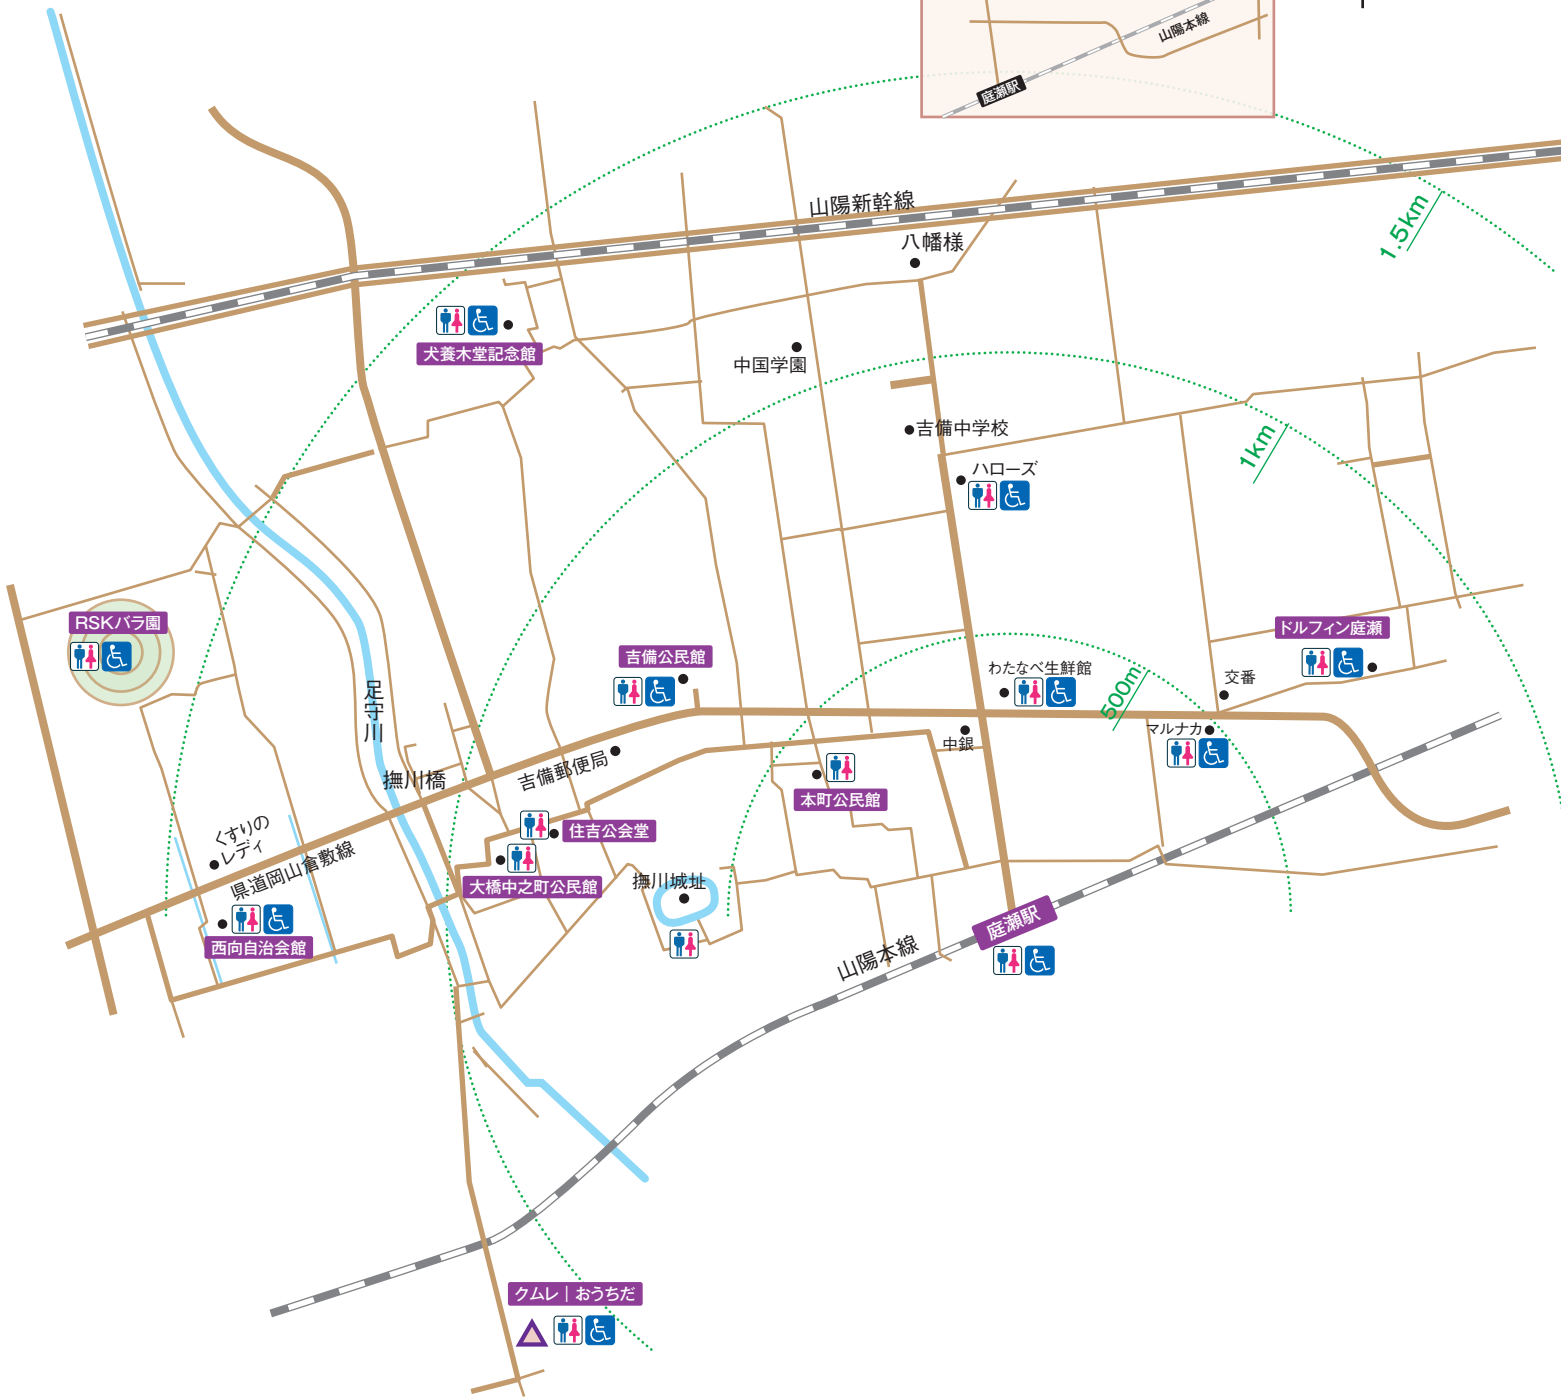 山陽本線
庭瀬駅
山陽新幹線
八幡様
1.5km
犬養木堂記念館
中国学園
吉備中学校
1km
ハローズ
RSKバラ園
ドルフィン庭瀬
吉備公民館
わたなべ生鮮館
交番
500m
足守川
マルナカ
中銀
撫川橋
吉備郵便局
本町公民館
くすりの
レディ
住吉公会堂
県道岡山倉敷線
大橋中之町公民館
撫川城址
庭瀬駅
西向自治会館
山陽本線
クムレ｜おうちだ